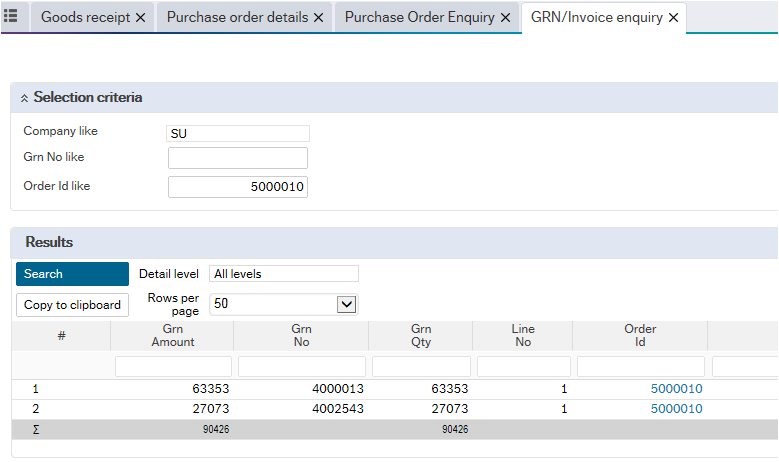 Goods receipt Purchase order details Purchase Order Enquiry GRN/Invoice enquiry
Selection criteria
Company like SU
Grn No like
Order Id like 5000010
Results
Search Detail level All levels
Copy to clipboard Rows per page 50
# Grn Amount Grn No Grn Qty Line No Order Id
1 63353 4000013 63353 1 5000010
2 27073 4002543 27073 1 5000010
Σ 90426 90426